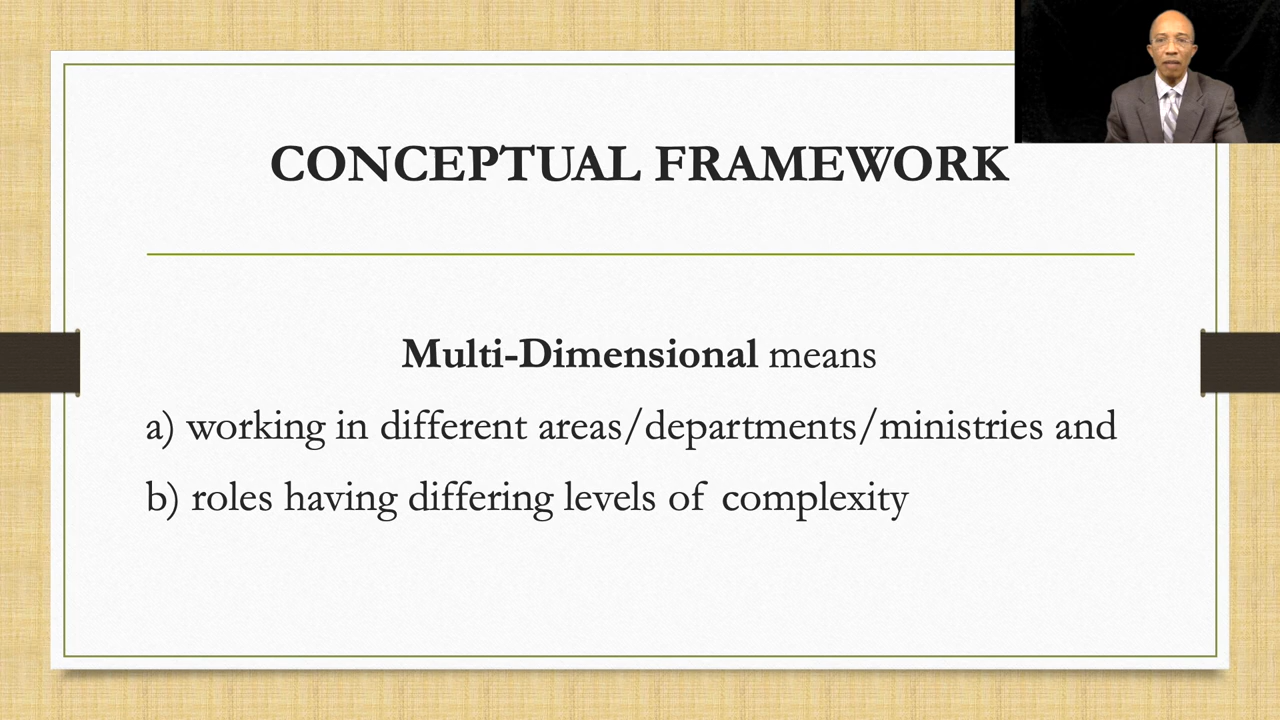 CONCEPTUAL FRAMEWORK
Multi-Dimensional means
a) working in different areas/departments/ministries and
b) roles having differing levels of complexity